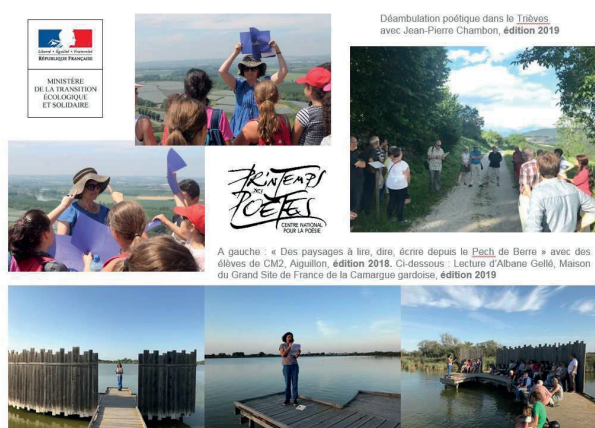 Déambulation poétique dans le Trièves
avec Jean-Pierre Chambon, édition 2019
Liberté • Égalité • Fraternité
RÉPUBLIQUE FRANÇAISE
MINISTÈRE
DE LA TRANSITION
ÉCOLOGIQUE
ET SOLIDAIRE
PRINTEMPS
DES
POETES
CENTRE NATIONAL
POUR LA POÉSIE
A gauche : « Des paysages à lire, dire, écrire depuis le Pech de Berre » avec des
élèves de CM2, Aiguillon, édition 2018. Ci-dessous : Lecture d'Albane Gellé, Maison
du Grand Site de France de la Camargue gardoise, édition 2019